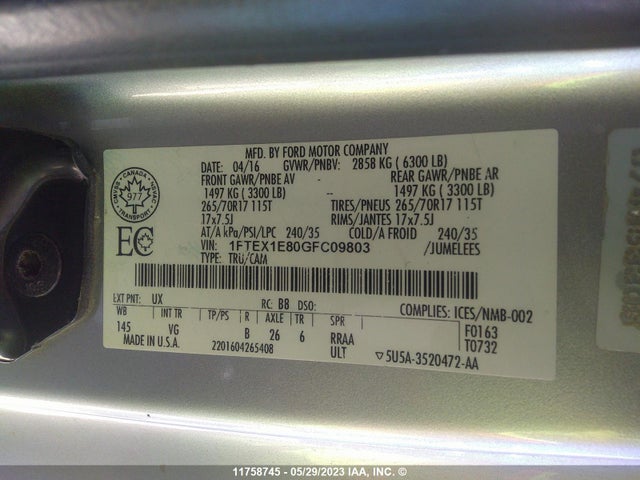 MFD. BY FORD MOTOR COMPANY
DATE: 04/16 GVWR/PNBV: 2858 KG ( 6300 LB)
FRONT GAWR/PNBE AV REAR GAWR/PNBE AR
1497 KG ( 3300 LB) -- 1497 KG ( 3300 LB)
265/70R17 115T TIRES/PNEUS 265/70R17 115T
17x7.5J RIMS/JANTES 17x7.5J
AT/A kPa/PSI/LPC 240/35 COLD/A FROID 240/35
VIN: 1FTEX1E80GFC09803 /JUMELEES
TYPE: TRU/CAM
CANADA
977
TRANSPORT
EC
EXT PNT: UX RC: B8 DSO: COMPLIES: ICES/NMB-002
WB INT TR TP/PS R AXLE TR SPR F0163
145 VG B 26 6 RRAA T0732
MADE IN U.S.A. 2201604265408 ULT ▽5U5A-3520472-AA
11758745 - 05/29/2023 IAA, INC. ©